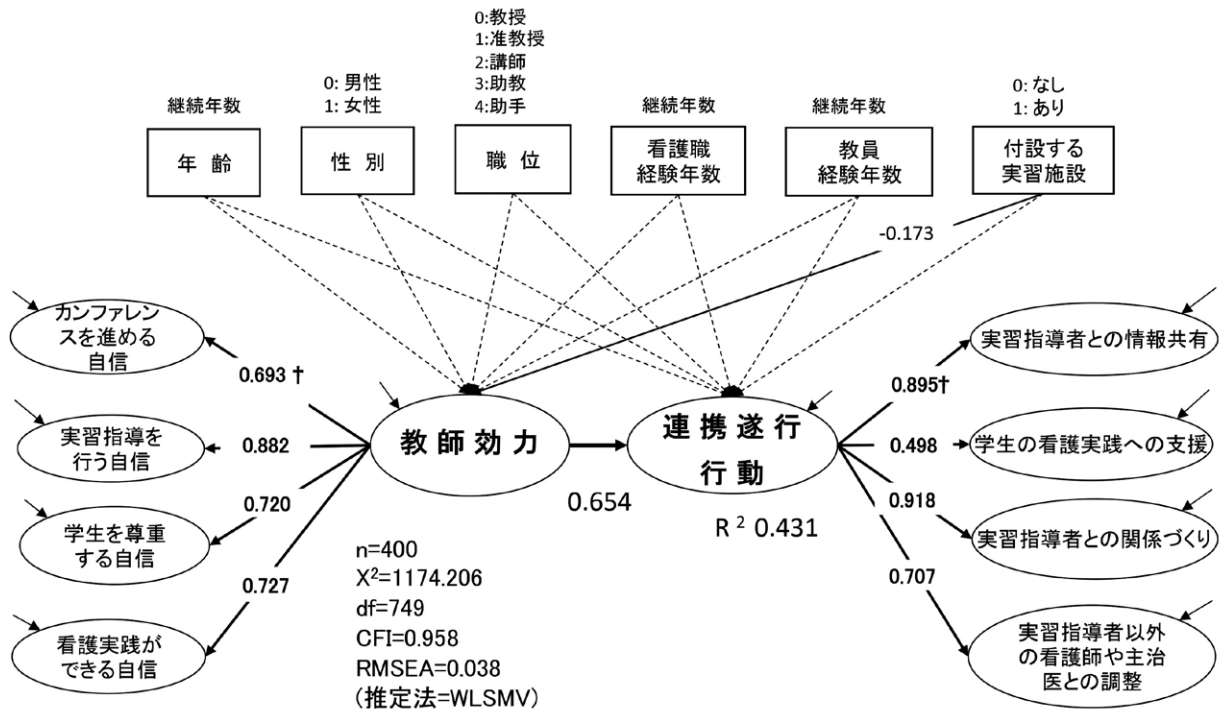 0:教授
1:准教授
2:講師
3:助教
4:助手
0: 男性
1: 女性
0: なし
1: あり
継続年数
継続年数
継続年数
年 齢
性 別
職 位
看護職
経験年数
教員
経験年数
付設する
実習施設
-0.173
カンファレン
スを進める
自信
0.693 †
実習指導を
行う自信
0.882
学生を尊重
する自信
0.720
看護実践が
できる自信
0.727
教師効力
0.654
連携遂行
行動
R² 0.431
0.895†
実習指導者との情報共有
0.498
学生の看護実践への支援
0.918
実習指導者との関係づくり
0.707
実習指導者以外
の看護師や主治
医との調整
n=400
X²=1174.206
df=749
CFI=0.958
RMSEA=0.038
(推定法=WLSMV)